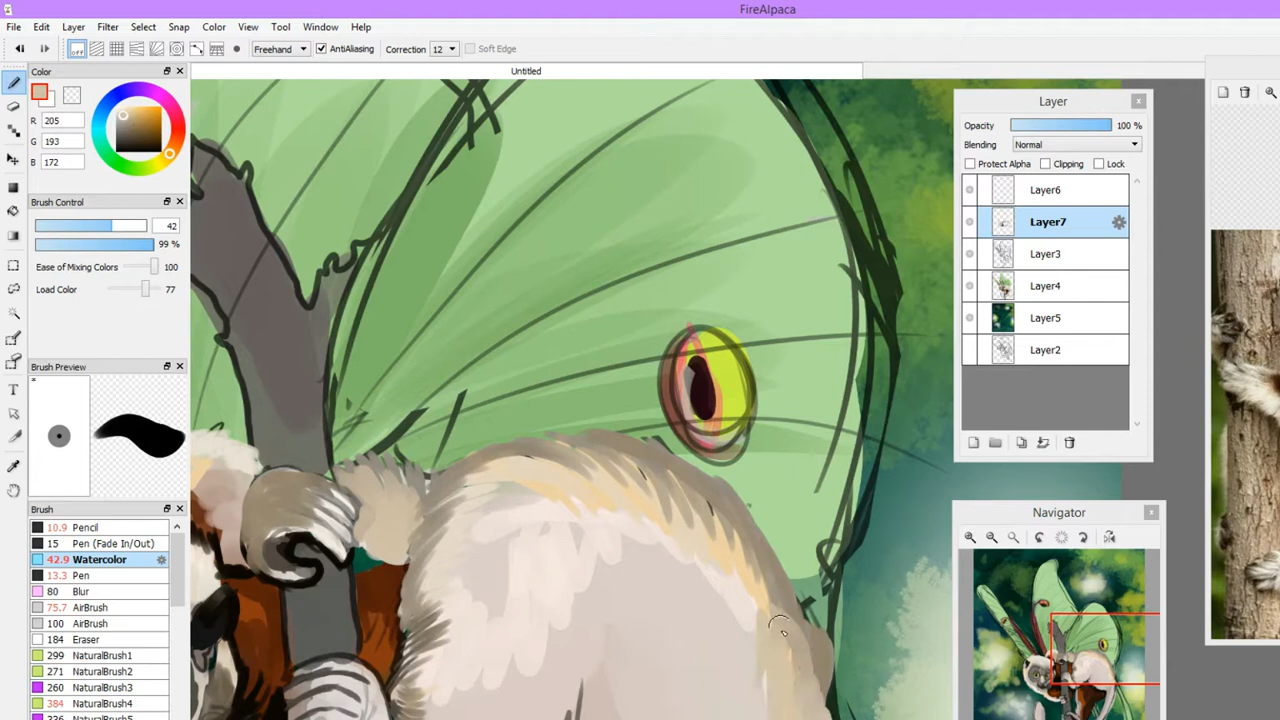 FireAlpaca
File Edit Layer Filter Select Snap Color View Tool Window Help
off Freehand AntiAliasing Correction 12 Soft Edge
Color
Untitled
R 205
G 193
B 172
Brush Control
42
99 %
Ease of Mixing Colors 100
Load Color 77
Brush Preview
*
Brush
10.9 Pencil
15 Pen (Fade In/Out)
42.9 Watercolor
13.3 Pen
80 Blur
75.7 AirBrush
100 AirBrush
184 Eraser
299 NaturalBrush1
271 NaturalBrush2
260 NaturalBrush3
384 NaturalBrush4
336 NaturalBrush5
Layer
Opacity 100 %
Blending Normal
Protect Alpha Clipping Lock
Layer6
Layer7
Layer3
Layer4
Layer5
Layer2
Navigator